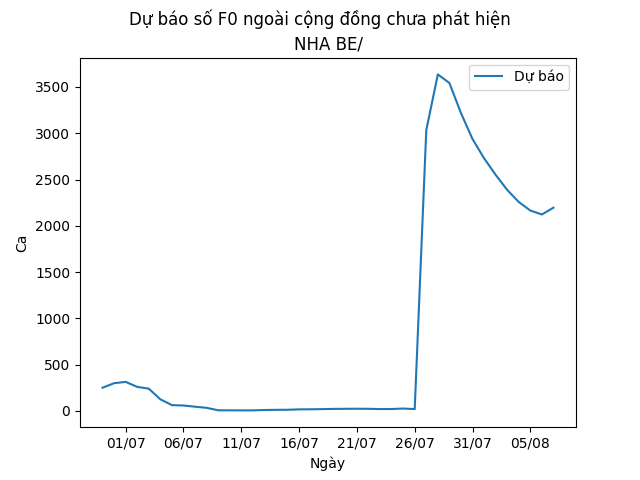 Dự báo số F0 ngoài cộng đồng chưa phát hiện
NHA BE/
Dự báo
Ca
3500
3000
2500
2000
1500
1000
500
0
01/07 06/07 11/07 16/07 21/07 26/07 31/07 05/08
Ngày